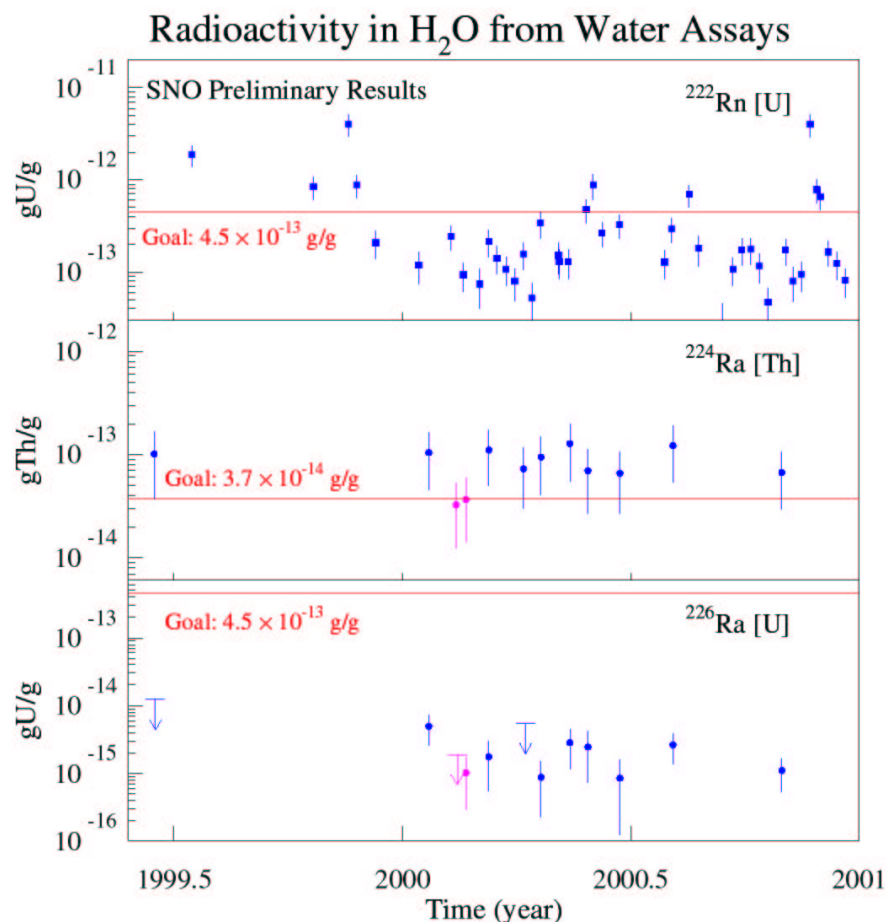 Radioactivity in H₂O from Water Assays
SNO Preliminary Results
²²²Rn [U]
10⁻¹¹
10⁻¹²
10⁻¹³
gU/g
Goal: 4.5 × 10⁻¹³ g/g
²²⁴Ra [Th]
10⁻¹²
10⁻¹³
10⁻¹⁴
gTh/g
Goal: 3.7 × 10⁻¹⁴ g/g
²²⁶Ra [U]
Goal: 4.5 × 10⁻¹³ g/g
10⁻¹³
10⁻¹⁴
10⁻¹⁵
10⁻¹⁶
gU/g
1999.5 2000 2000.5 2001
Time (year)